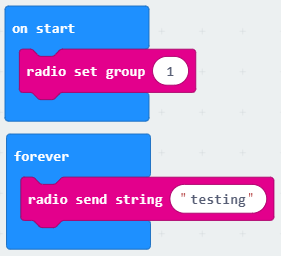 on start
radio set group 1
forever
radio send string "testing"